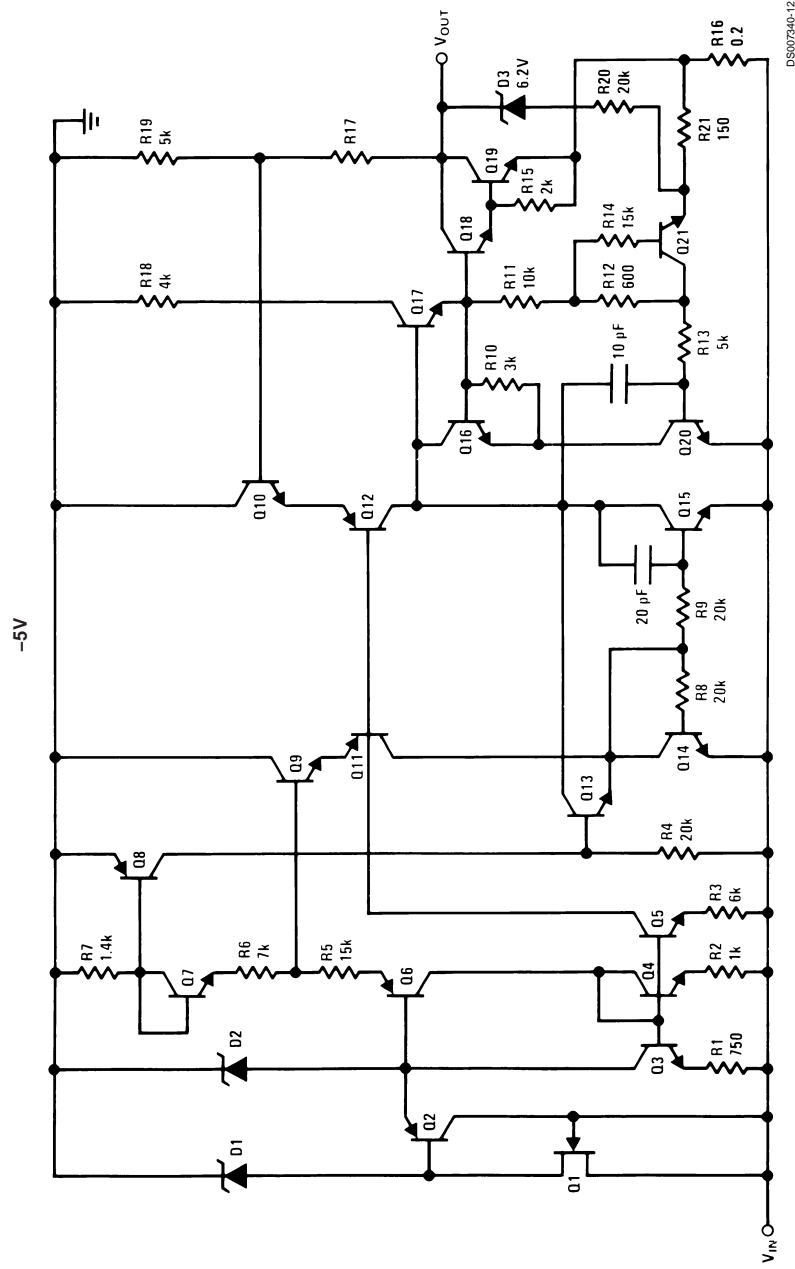 –5V
R7
1.4k
Q8
Q7
R6
7k
R5
15k
Q6
D2
D1
Q2
Q1
Q3
R1
750
Q4
R2
1k
Q5
R3
6k
R4
20k
Q13
Q9
Q11
Q14
R8
20k
R9
20k
20 pF
Q15
Q10
Q12
Q16
R10
3k
Q20
10 pF
R13
5k
Q17
R18
4k
R11
10k
R12
600
R14
15k
Q21
R19
5k
R17
Q18
Q19
R15
2k
D3
6.2V
R20
20k
R21
150
R16
0.2
VOUT
VIN
DS007340-12